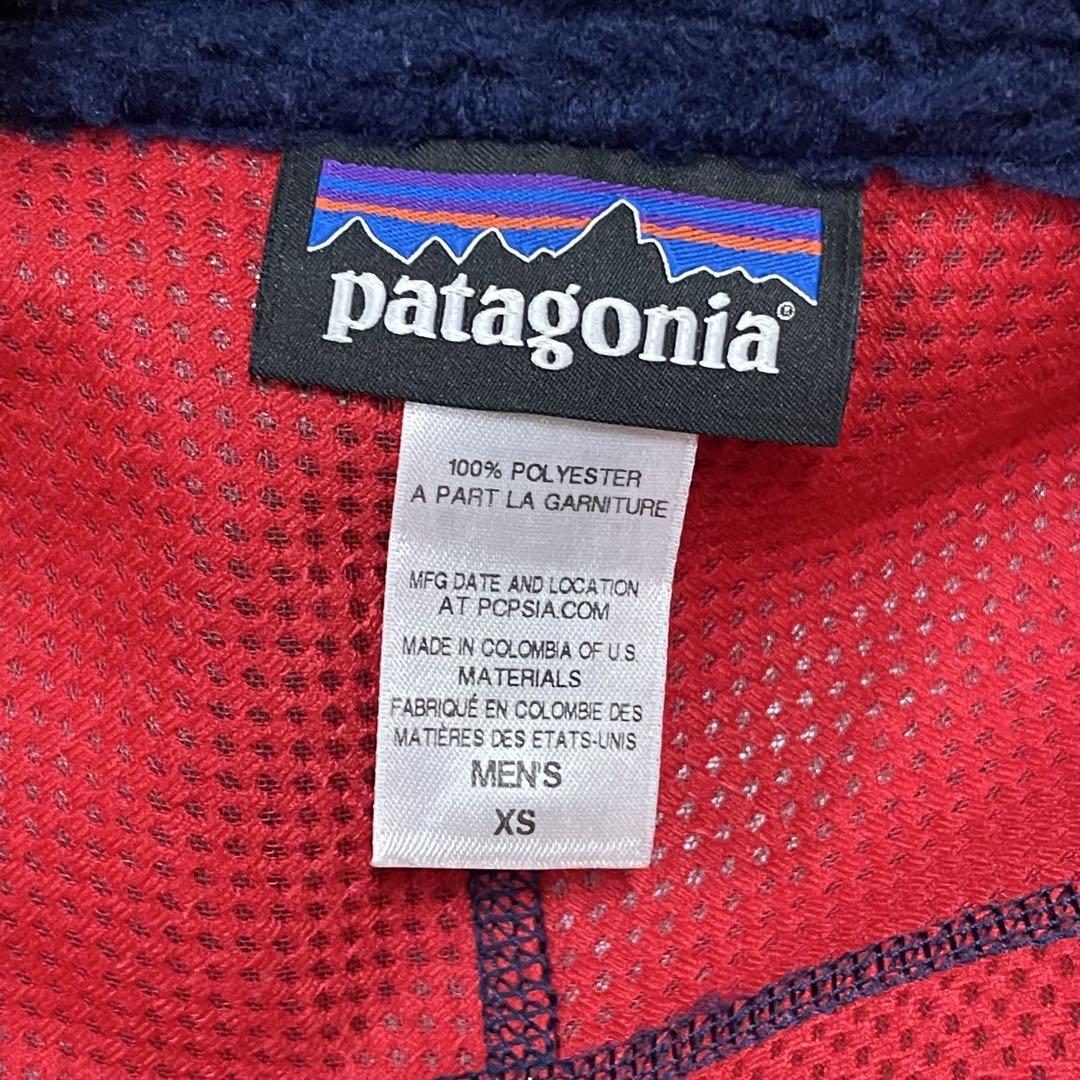 patagonia®
100% POLYESTER
A PART LA GARNITURE
MFG DATE AND LOCATION
AT PCPSIA.COM
MADE IN COLOMBIA OF U.S
MATERIALS
FABRIQUÉ EN COLOMBIE DES
MATIÈRES DES ETATS-UNIS
MEN'S
XS